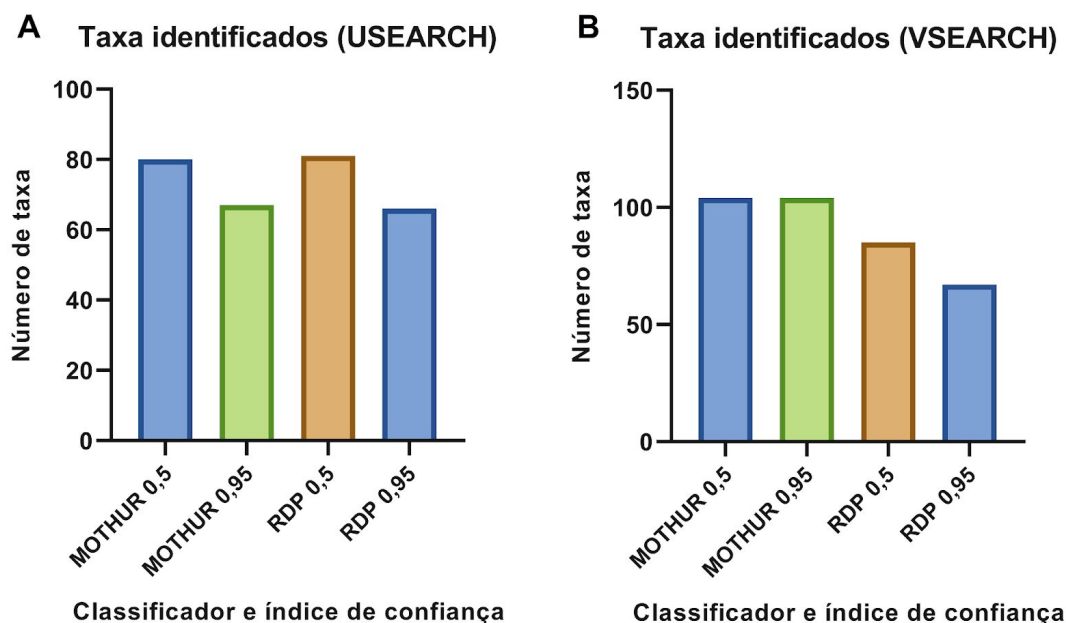 A
Taxa identificados (USEARCH)
Número de taxa
100
80
60
40
20
0
MOTHUR 0,5
MOTHUR 0,95
RDP 0,5
RDP 0,95
Classificador e índice de confiança
B
Taxa identificados (VSEARCH)
Número de taxa
150
100
50
0
MOTHUR 0,5
MOTHUR 0,95
RDP 0,5
RDP 0,95
Classificador e índice de confiança